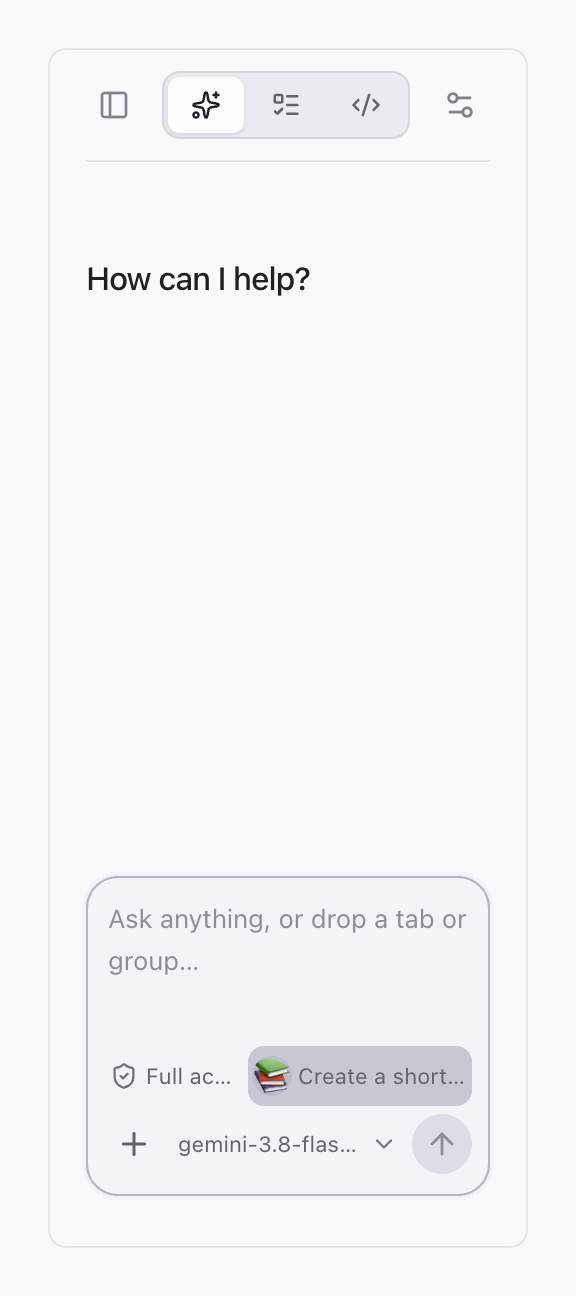 How can I help?
Ask anything, or drop a tab or
group...
Full ac...
Create a short...
gemini-3.8-flas...